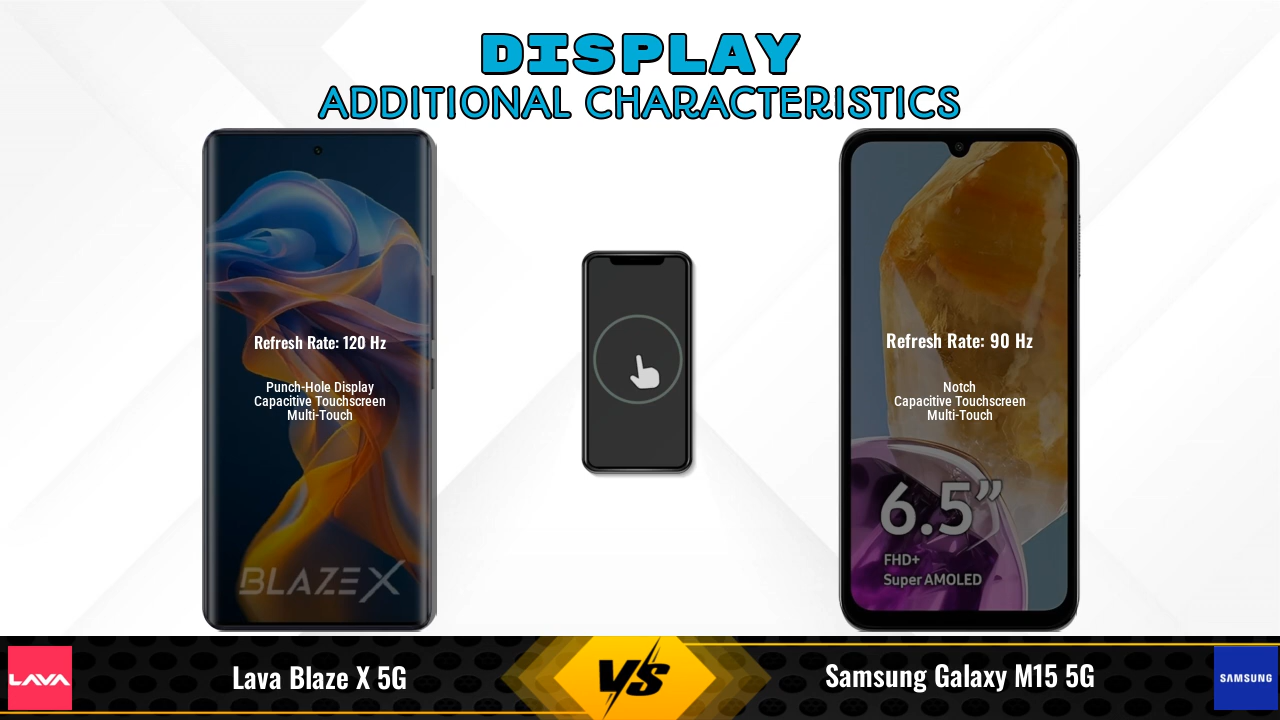 DISPLAY
ADDITIONAL CHARACTERISTICS
Refresh Rate: 120 Hz
Punch-Hole Display
Capacitive Touchscreen
Multi-Touch
BLAZE X
Refresh Rate: 90 Hz
Notch
Capacitive Touchscreen
Multi-Touch
6.5”
FHD+
Super AMOLED
LAVA
Lava Blaze X 5G
VS
Samsung Galaxy M15 5G
SAMSUNG